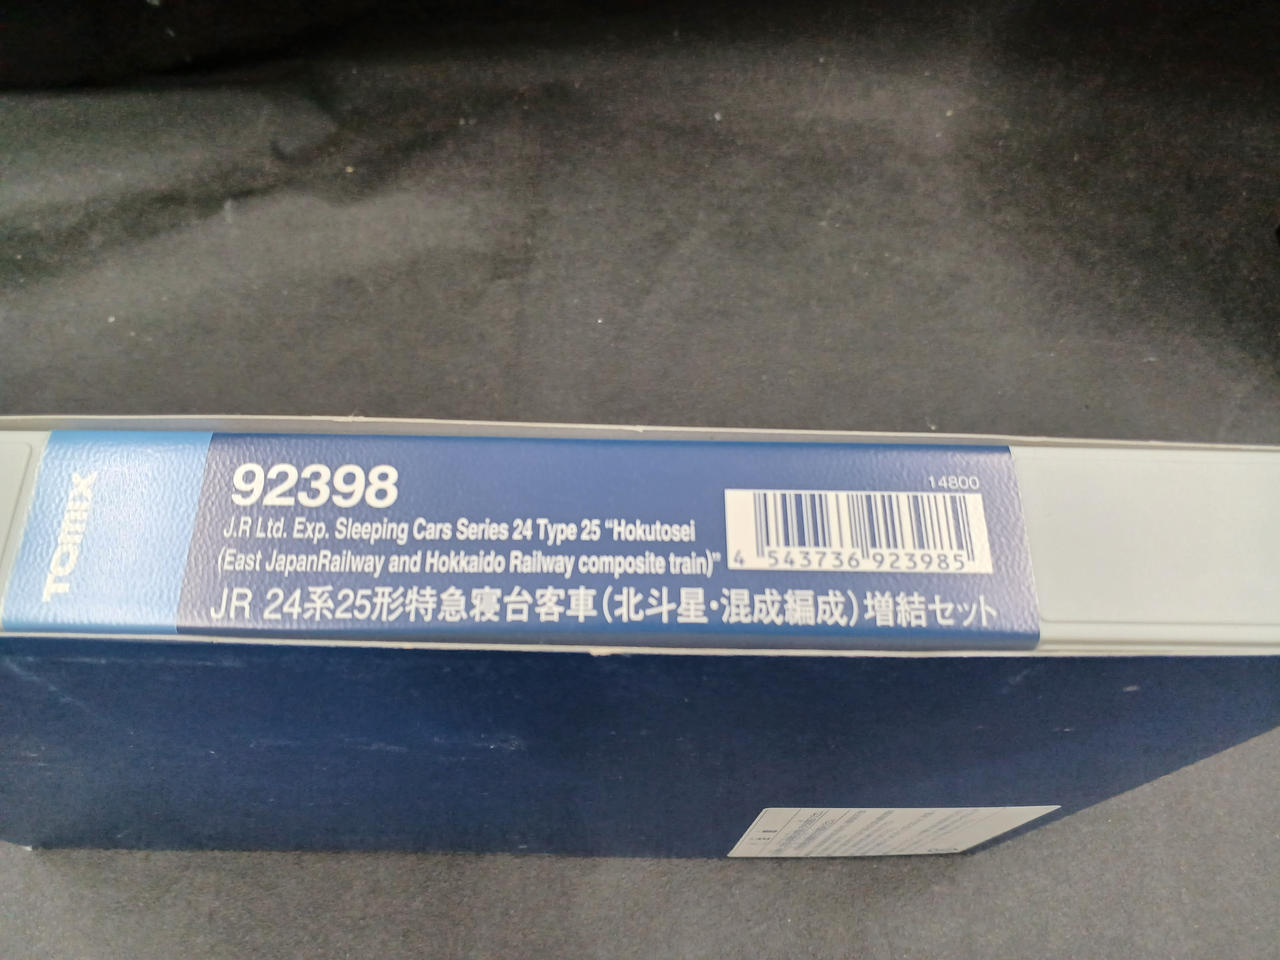 TOMIX
92398
J.R Ltd. Exp. Sleeping Cars Series 24 Type 25 “Hokutosei
(East JapanRailway and Hokkaido Railway composite train)”
JR 24系25形特急寝台客車(北斗星・混成編成)増結セット
14800
4 543736 923985